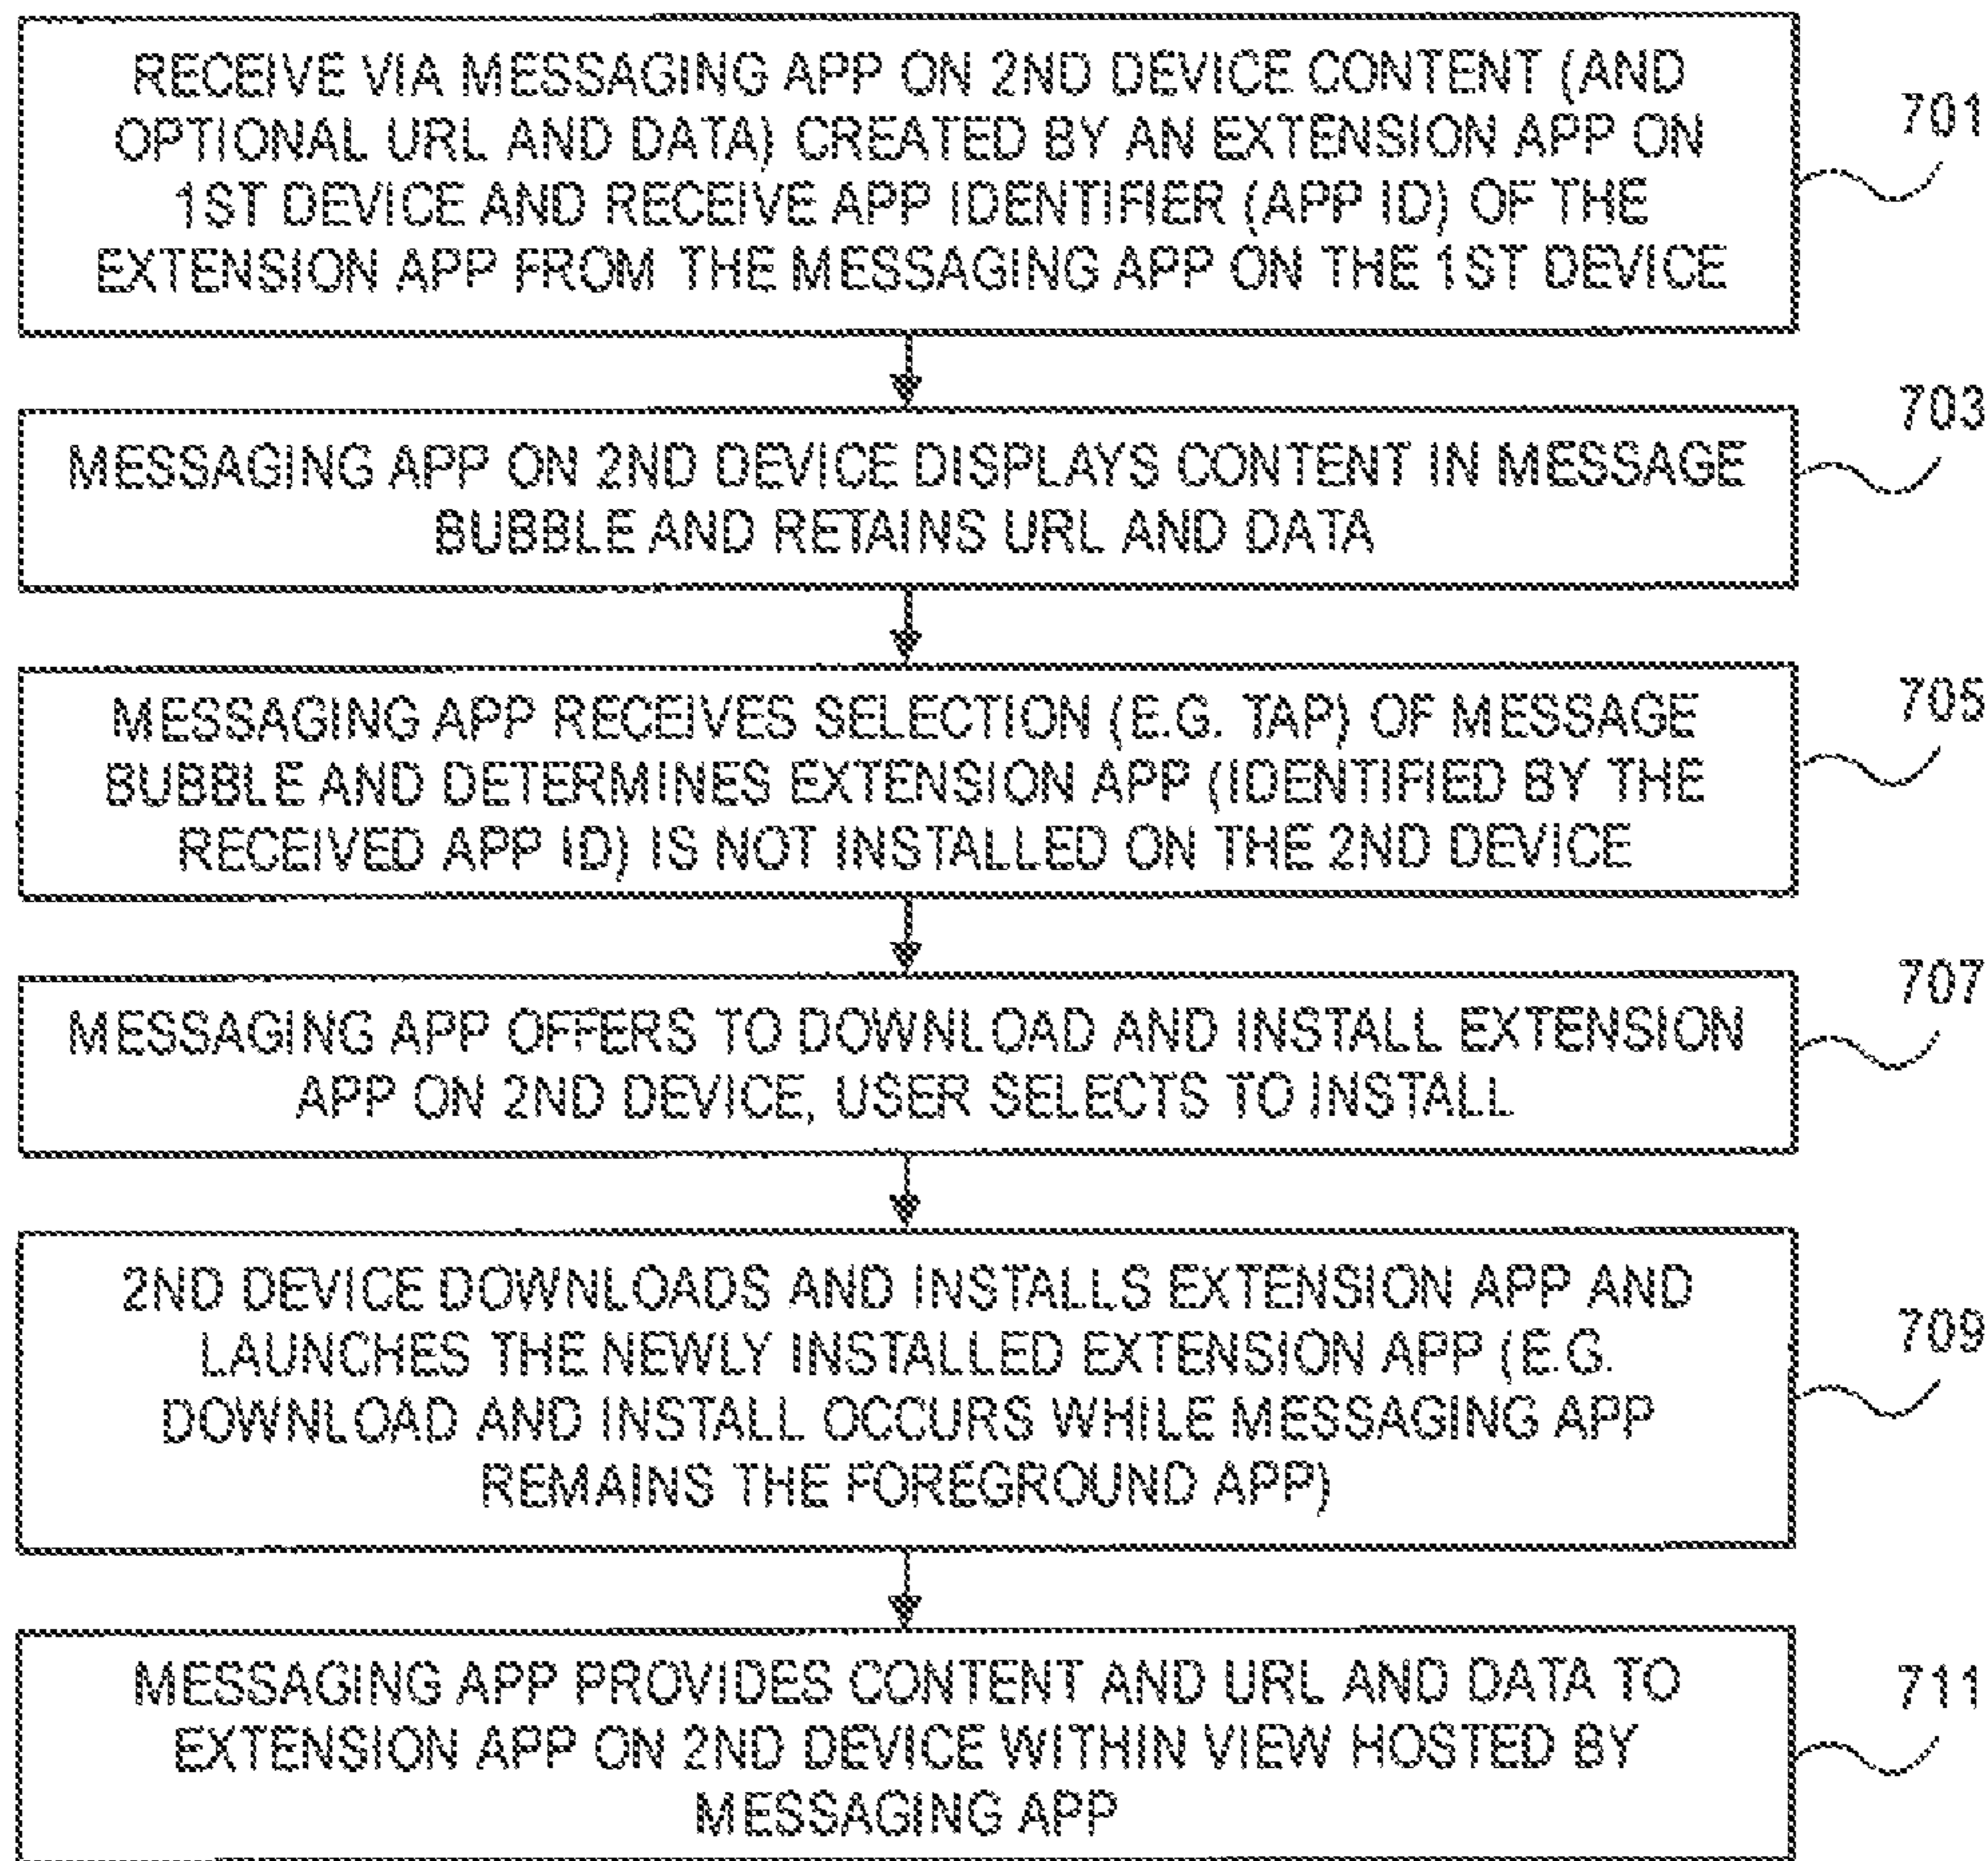 RECEIVE VIA MESSAGING APP ON 2ND DEVICE CONTENT (AND
OPTIONAL URL AND DATA) CREATED BY AN EXTENSION APP ON
1ST DEVICE AND RECEIVE APP IDENTIFIER (APP ID) OF THE
EXTENSION APP FROM THE MESSAGING APP ON THE 1ST DEVICE
701
MESSAGING APP ON 2ND DEVICE DISPLAYS CONTENT IN MESSAGE
BUBBLE AND RETAINS URL AND DATA
703
MESSAGING APP RECEIVES SELECTION (E.G. TAP) OF MESSAGE
BUBBLE AND DETERMINES EXTENSION APP (IDENTIFIED BY THE
RECEIVED APP ID) IS NOT INSTALLED ON THE 2ND DEVICE
705
MESSAGING APP OFFERS TO DOWNLOAD AND INSTALL EXTENSION
APP ON 2ND DEVICE, USER SELECTS TO INSTALL
707
2ND DEVICE DOWNLOADS AND INSTALLS EXTENSION APP AND
LAUNCHES THE NEWLY INSTALLED EXTENSION APP (E.G.
DOWNLOAD AND INSTALL OCCURS WHILE MESSAGING APP
REMAINS THE FOREGROUND APP)
709
MESSAGING APP PROVIDES CONTENT AND URL AND DATA TO
EXTENSION APP ON 2ND DEVICE WITHIN VIEW HOSTED BY
MESSAGING APP
711